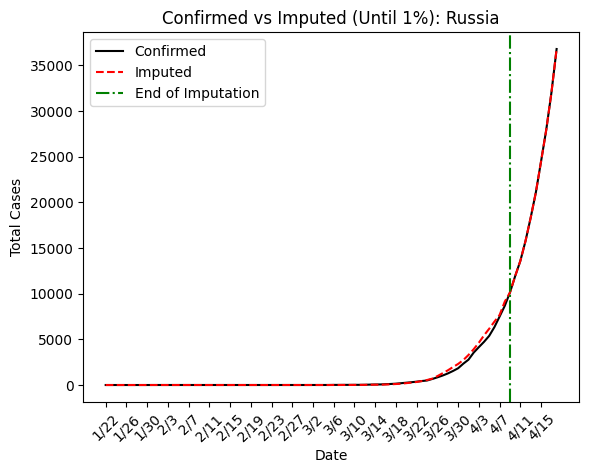 Confirmed vs Imputed (Until 1%): Russia
Confirmed
Imputed
End of Imputation
35000
30000
25000
20000
15000
10000
5000
0
Total Cases
1/22 1/26 1/30 2/3 2/7 2/11 2/15 2/19 2/23 2/27 3/2 3/6 3/10 3/14 3/18 3/22 3/26 3/30 4/3 4/7 4/11 4/15
Date